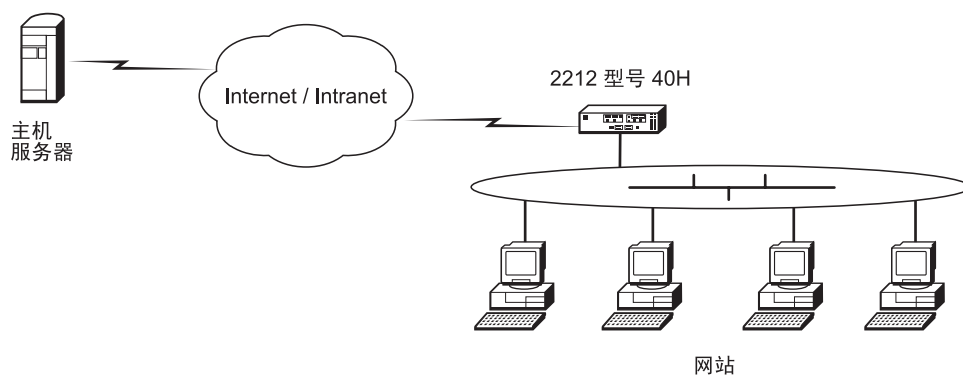 2212 型号 40H
Internet / Intranet
主机
服务器
网站